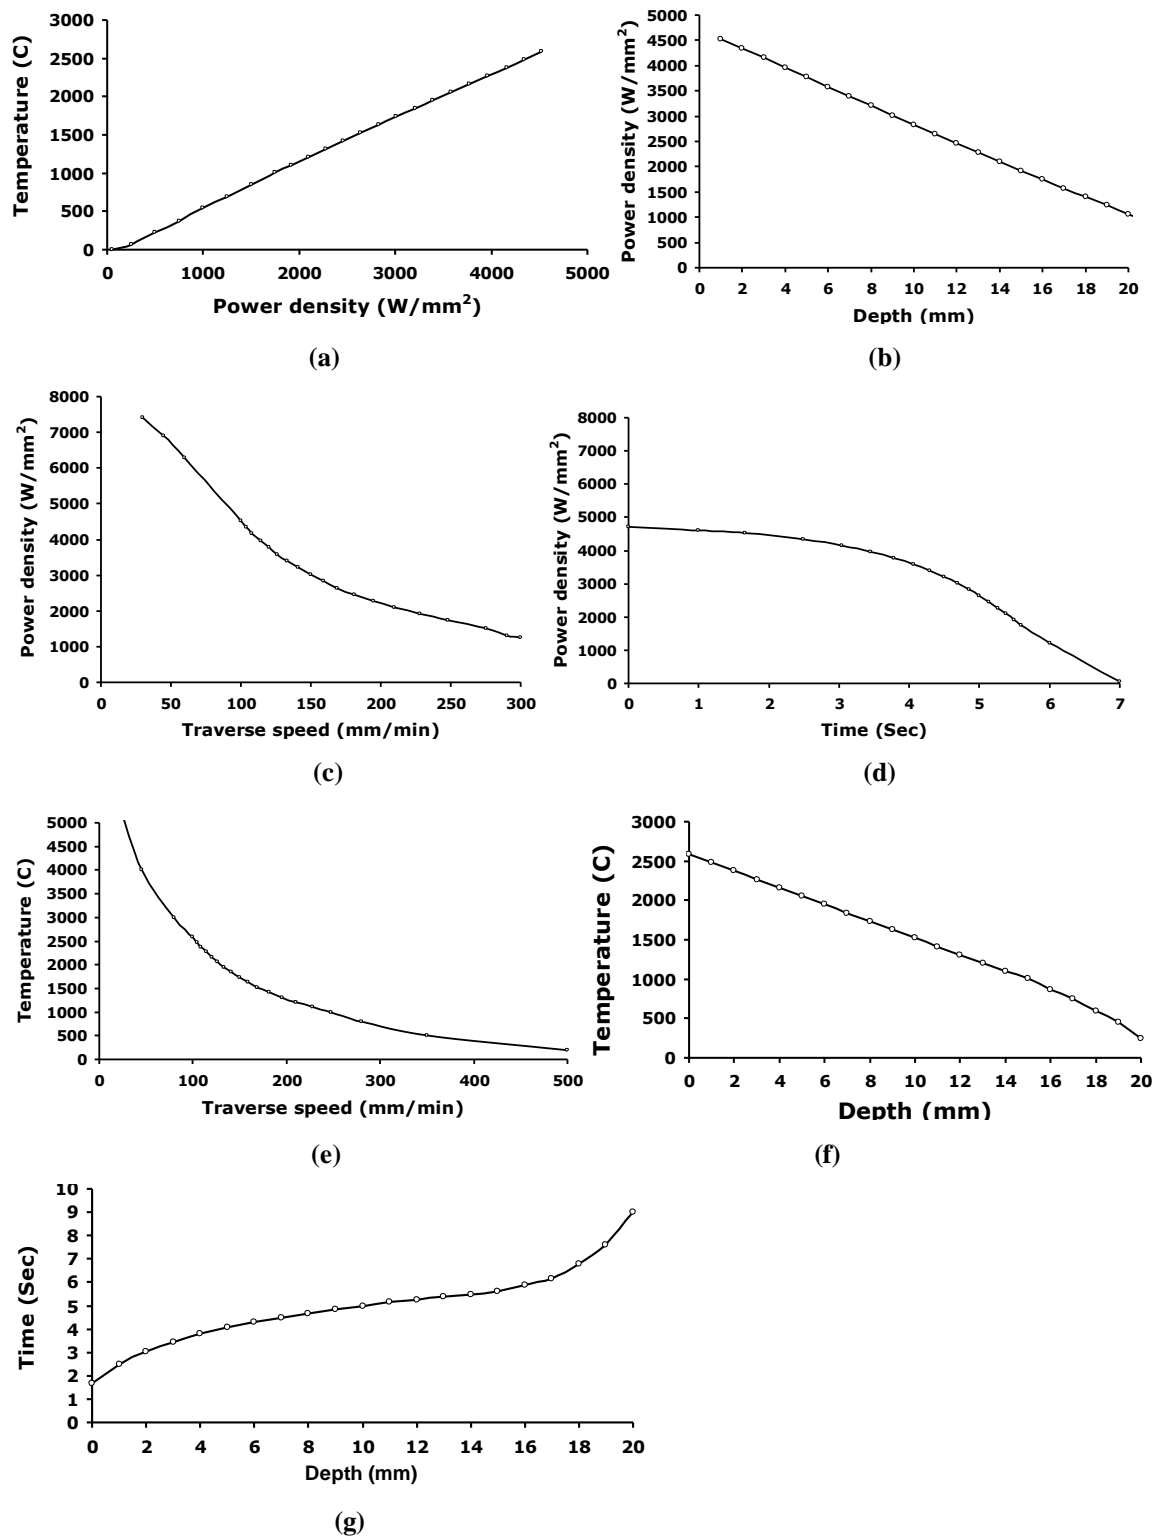 3000
2500
2000
1500
1000
500
0
Temperature (C)
0 1000 2000 3000 4000 5000
Power density (W/mm²)
(a)
5000
4500
4000
3500
3000
2500
2000
1500
1000
500
0
Power density (W/mm²)
0 2 4 6 8 10 12 14 16 18 20
Depth (mm)
(b)
8000
7000
6000
5000
4000
3000
2000
1000
0
Power density (W/mm²)
0 50 100 150 200 250 300
Traverse speed (mm/min)
(c)
8000
7000
6000
5000
4000
3000
2000
1000
0
Power density (W/mm²)
0 1 2 3 4 5 6 7
Time (Sec)
(d)
5000
4500
4000
3500
3000
2500
2000
1500
1000
500
0
Temperature (C)
0 100 200 300 400 500
Traverse speed (mm/min)
(e)
3000
2500
2000
1500
1000
500
0
Temperature (C)
0 2 4 6 8 10 12 14 16 18 20
Depth (mm)
(f)
10
9
8
7
6
5
4
3
2
1
0
Time (Sec)
0 2 4 6 8 10 12 14 16 18 20
Depth (mm)
(g)